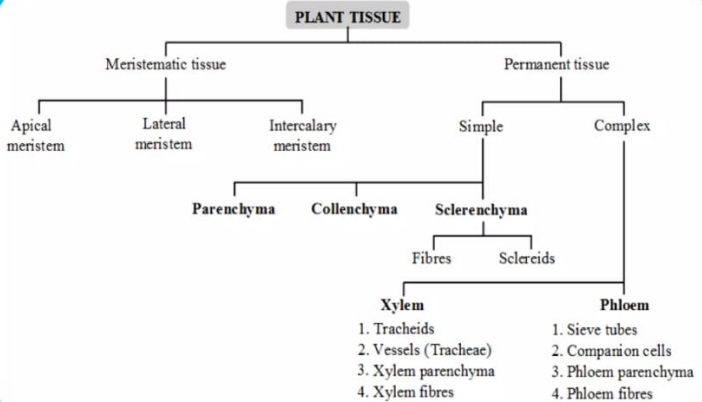 PLANT TISSUE
Meristematic tissue
Permanent tissue
Apical
meristem
Lateral
meristem
Intercalary
meristem
Simple
Complex
Parenchyma
Collenchyma
Sclerenchyma
Fibres
Sclereids
Xylem
1. Tracheids
2. Vessels (Tracheae)
3. Xylem parenchyma
4. Xylem fibres
Phloem
1. Sieve tubes
2. Companion cells
3. Phloem parenchyma
4. Phloem fibres